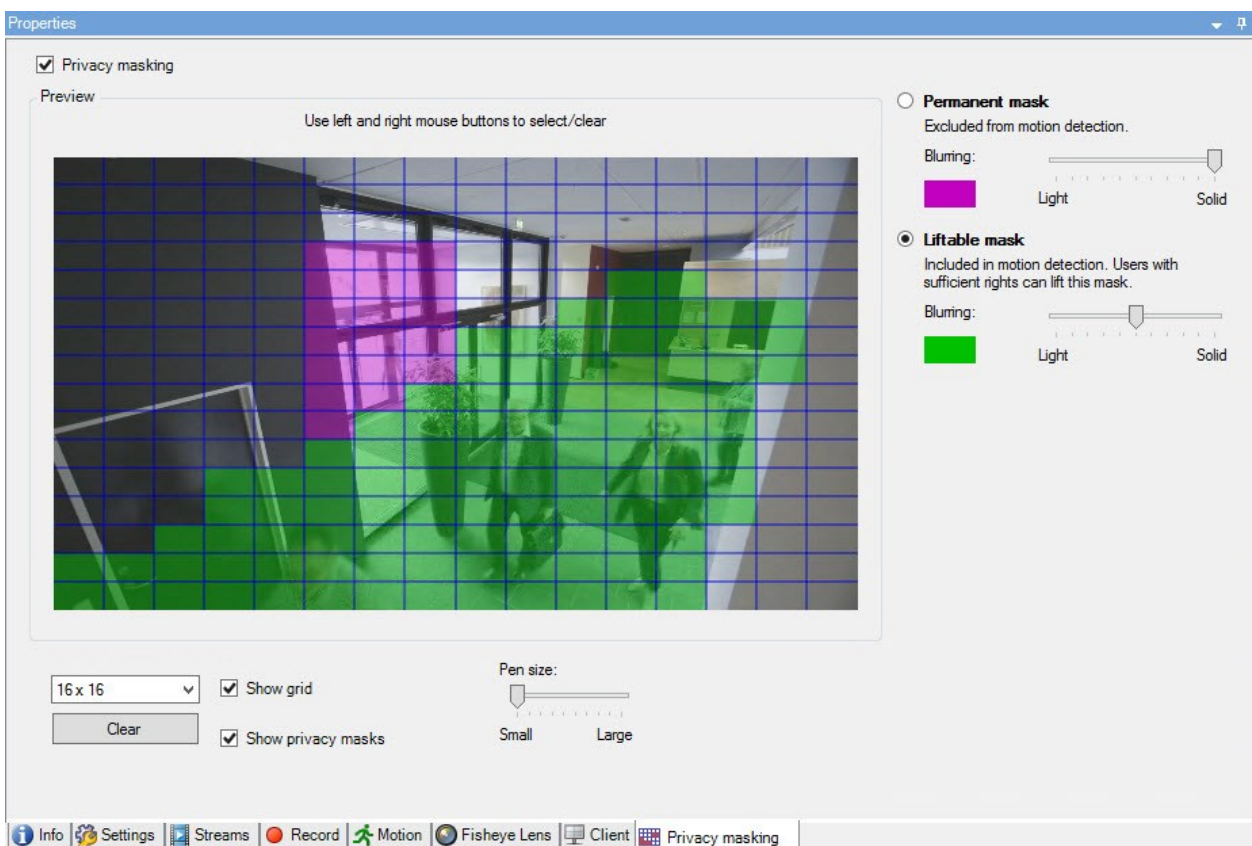 Properties
Privacy masking
Preview
Use left and right mouse buttons to select/clear
Permanent mask
Excluded from motion detection.
Blurring:
Light Solid
Liftable mask
Included in motion detection. Users with
sufficient rights can lift this mask.
Blurring:
Light Solid
16 x 16
Show grid
Pen size:
Clear
Show privacy masks
Small Large
Info Settings Streams Record Motion Fisheye Lens Client Privacy masking